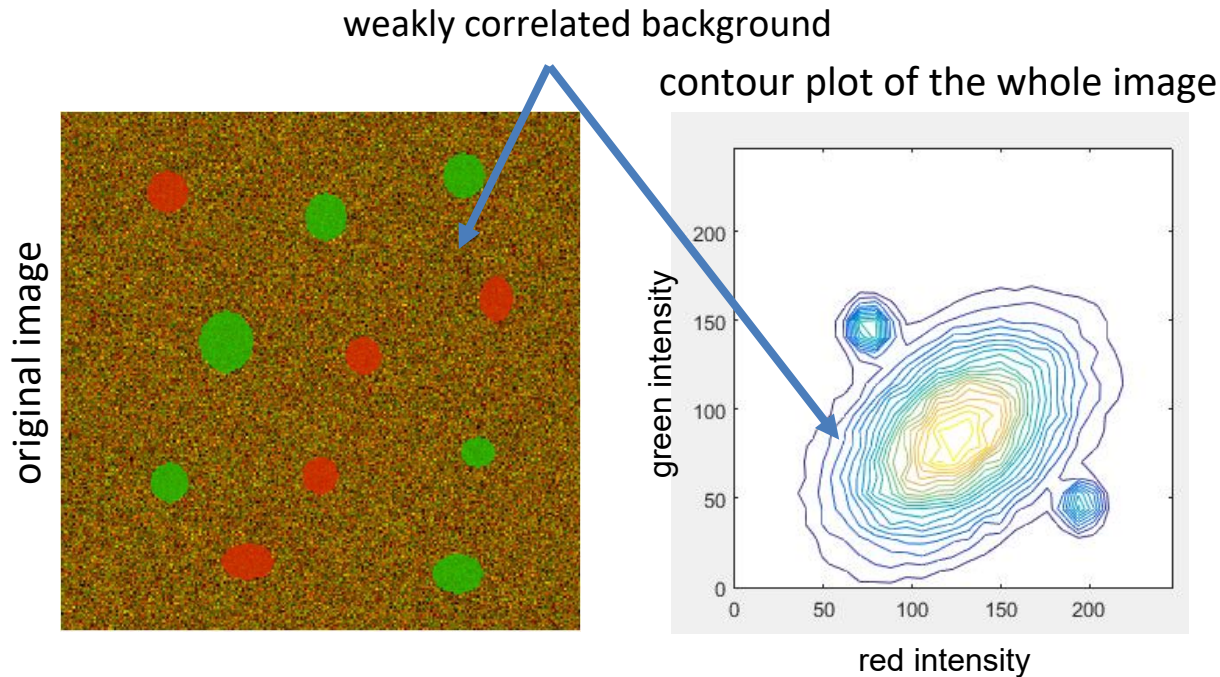 weakly correlated background
contour plot of the whole image
original image
green intensity
200
150
100
50
0
0 50 100 150 200
red intensity